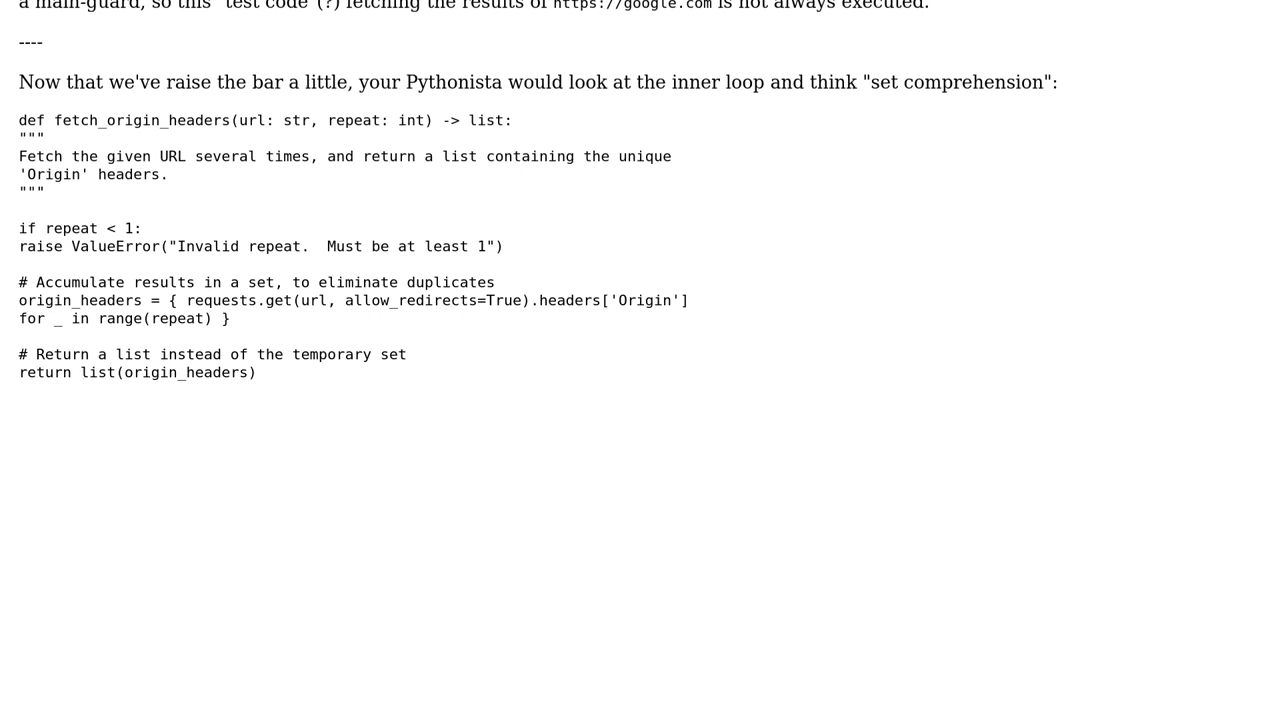 a main-guard, so this "test code"(?) fetching the results of https://google.com is not always executed.
----
Now that we've raise the bar a little, your Pythonista would look at the inner loop and think "set comprehension":
def fetch_origin_headers(url: str, repeat: int) -> list:
"""
Fetch the given URL several times, and return a list containing the unique
'Origin' headers.
"""
if repeat < 1:
raise ValueError("Invalid repeat.  Must be at least 1")
# Accumulate results in a set, to eliminate duplicates
origin_headers = { requests.get(url, allow_redirects=True).headers['Origin']
for _ in range(repeat) }
# Return a list instead of the temporary set
return list(origin_headers)